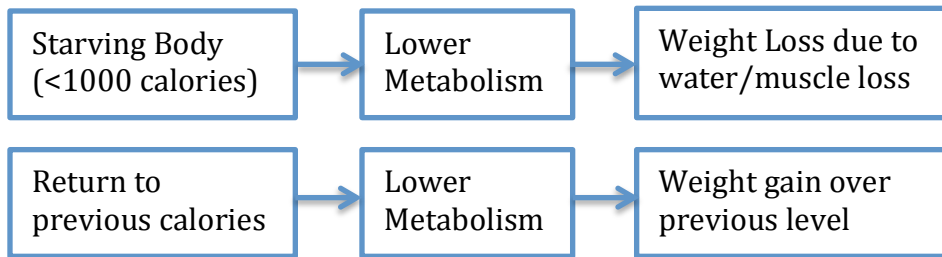 Starving Body
(<1000 calories)
Lower
Metabolism
Weight Loss due to
water/muscle loss
Return to
previous calories
Lower
Metabolism
Weight gain over
previous level